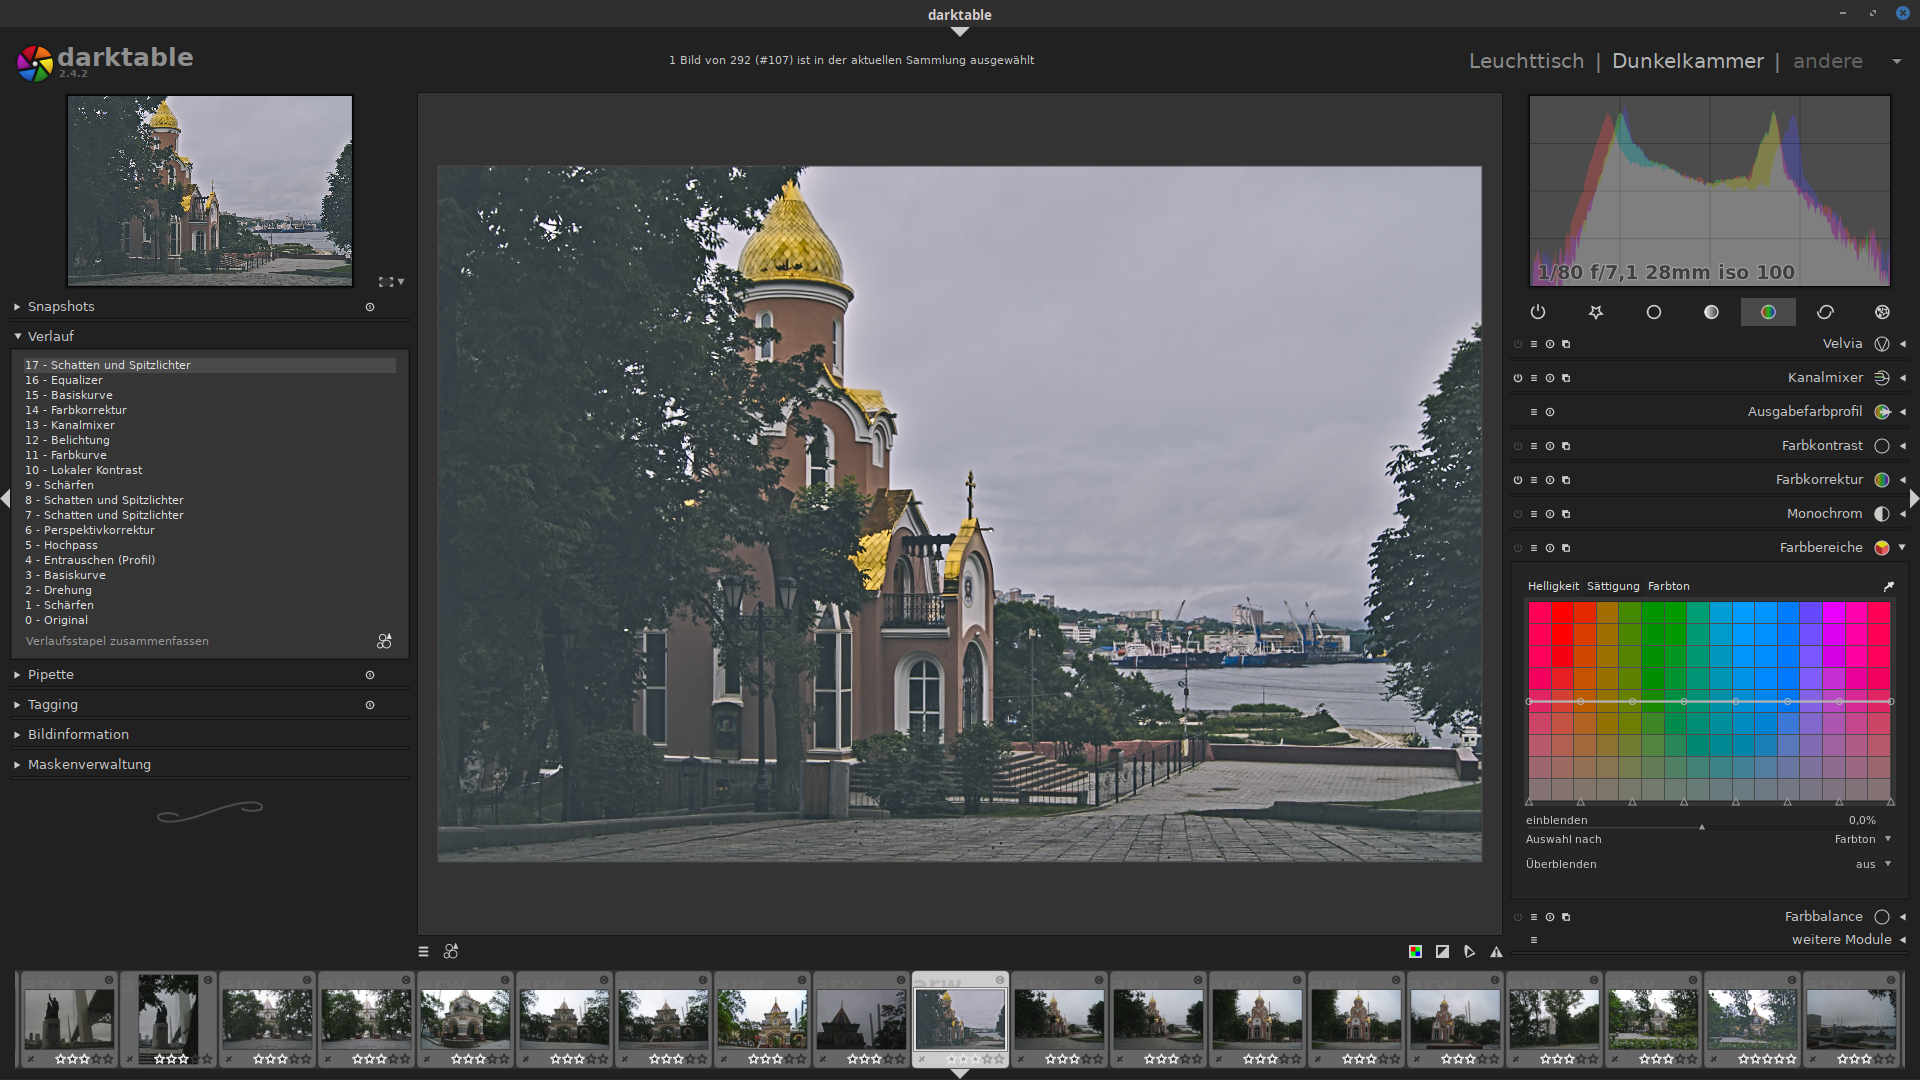 darktable
darktable
2.4.2
1 Bild von 292 (#107) ist in der aktuellen Sammlung ausgewählt
Leuchttisch | Dunkelkammer | andere
1/80 f/7,1 28mm iso 100
Snapshots
Verlauf
17 - Schatten und Spitzlichter
16 - Equalizer
15 - Basiskurve
14 - Farbkorrektur
13 - Kanalmixer
12 - Belichtung
11 - Farbkurve
10 - Lokaler Kontrast
9 - Schärfen
8 - Schatten und Spitzlichter
7 - Schatten und Spitzlichter
6 - Perspektivkorrektur
5 - Hochpass
4 - Entrauschen (Profil)
3 - Basiskurve
2 - Drehung
1 - Schärfen
0 - Original
Verlaufsstapel zusammenfassen
Pipette
Tagging
Bildinformation
Maskenverwaltung
Velvia
Kanalmixer
Ausgabefarbprofil
Farbkontrast
Farbkorrektur
Monochrom
Farbbereiche
Helligkeit Sättigung Farbton
einblenden 0,0%
Auswahl nach Farbton
Überblenden aus
Farbbalance
weitere Module